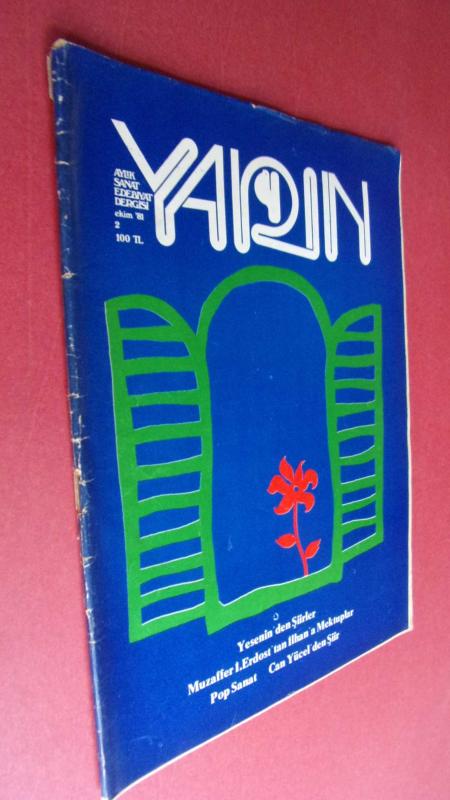 YARIN
AYLIK
SANAT
EDEBİYAT
DERGİSİ
ekim '81
2
100 TL
Yesenin'den Şiirler
Muzaffer İ.Erdost'tan İlhan'a Mektuplar
Pop Sanat Can Yücel'den Şiir